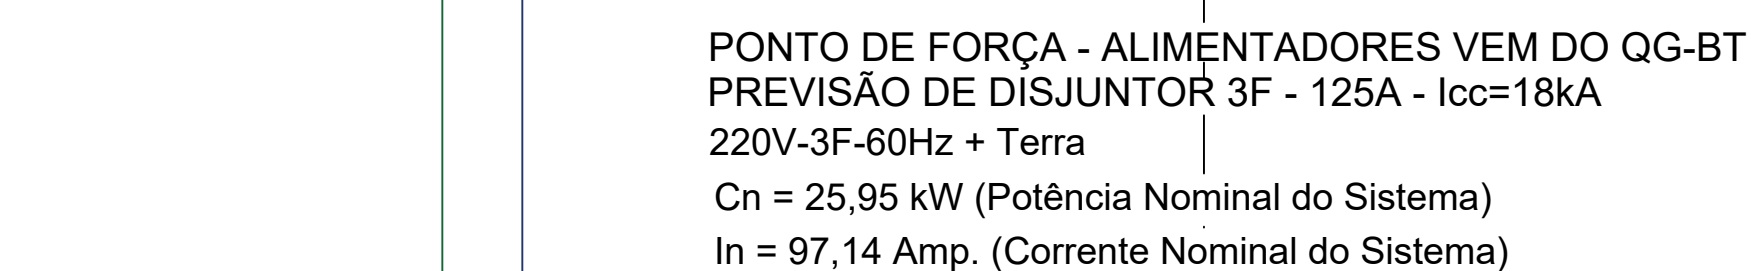 PONTO DE FORÇA - ALIMENTADORES VEM DO QG-BT
PREVISÃO DE DISJUNTOR 3F - 125A - Icc=18kA
220V-3F-60Hz + Terra
Cn = 25,95 kW (Potência Nominal do Sistema)
In = 97,14 Amp. (Corrente Nominal do Sistema)